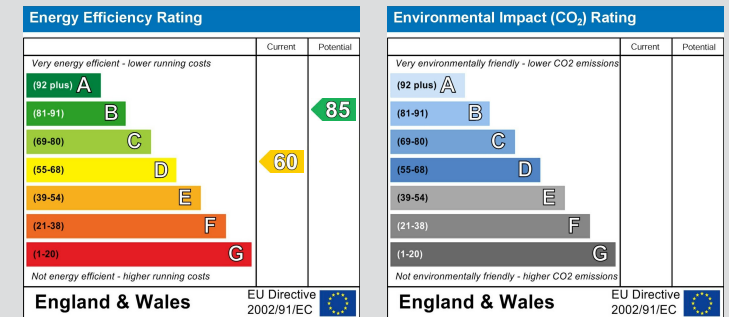 Energy Efficiency Rating
Current Potential
Very energy efficient - lower running costs
(92 plus) A
(81-91) B
85
(69-80) C
(55-68) D
60
(39-54) E
(21-38) F
(1-20) G
Not energy efficient - higher running costs
England & Wales
EU Directive
2002/91/EC
Environmental Impact (CO₂) Rating
Current Potential
Very environmentally friendly - lower CO2 emissions
(92 plus) A
(81-91) B
(69-80) C
(55-68) D
(39-54) E
(21-38) F
(1-20) G
Not environmentally friendly - higher CO2 emissions
England & Wales
EU Directive
2002/91/EC